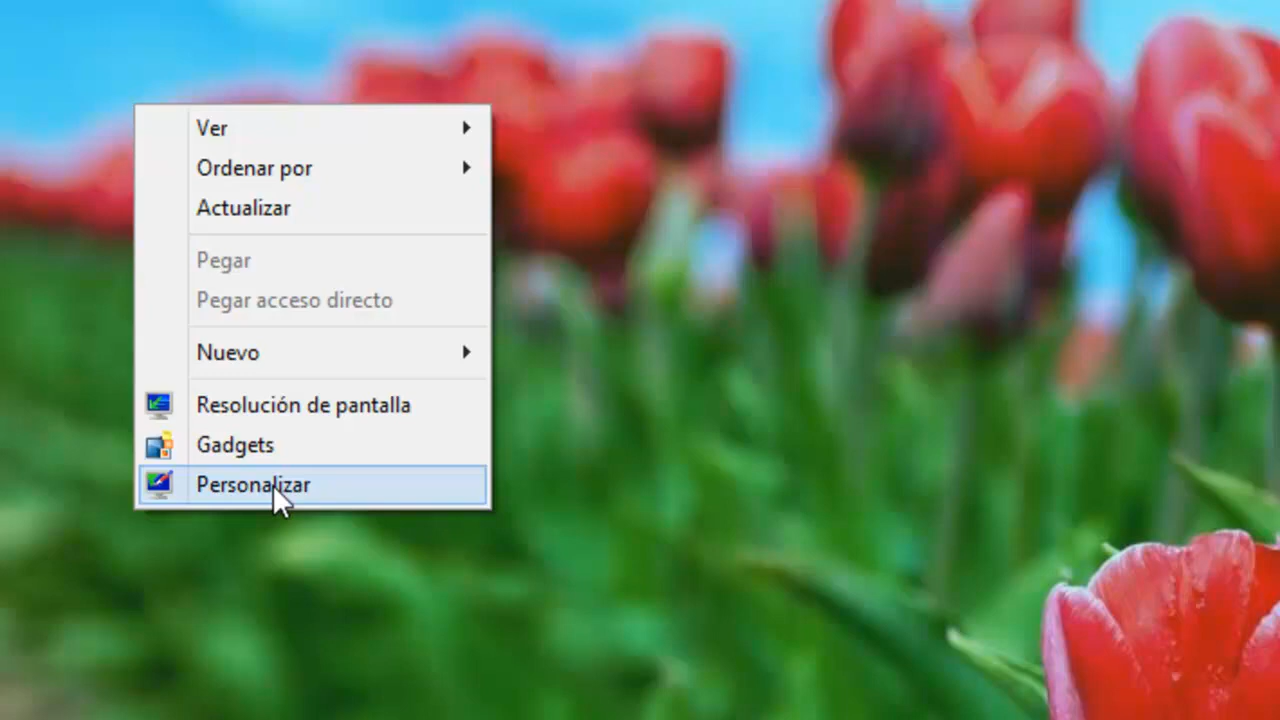 Ver
Ordenar por
Actualizar
Pegar
Pegar acceso directo
Nuevo
Resolución de pantalla
Gadgets
Personalizar